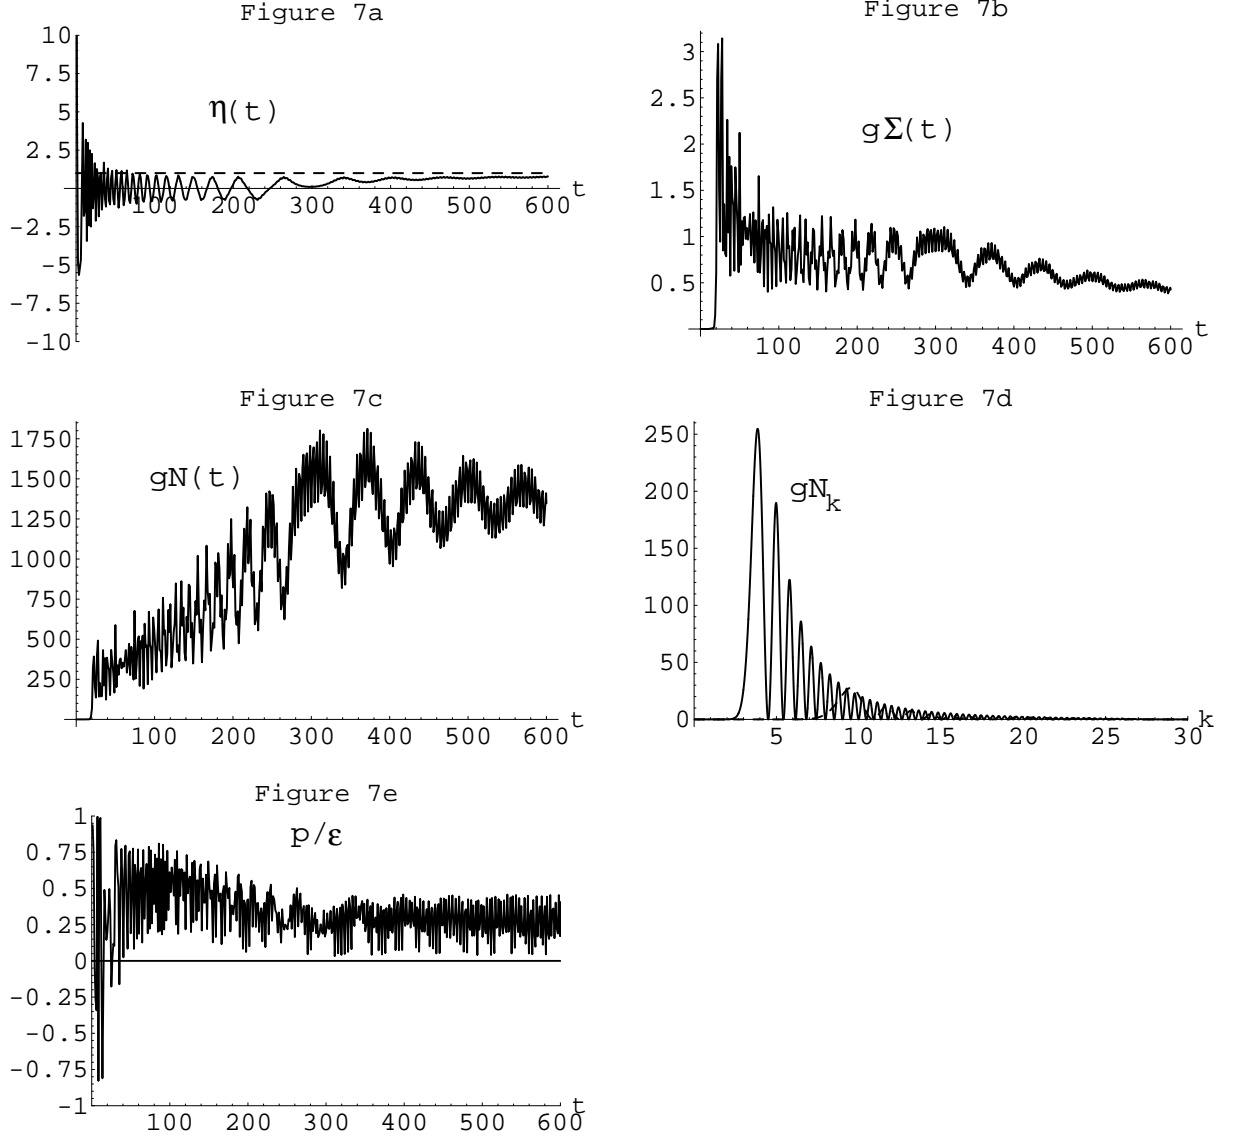 Figure 7a
10
7.5
5
2.5
-2.5
-5
-7.5
-10
η(t)
100 200 300 400 500 600
t
Figure 7b
3
2.5
2
1.5
1
0.5
gΣ(t)
100 200 300 400 500 600
t
Figure 7c
1750
1500
1250
1000
750
500
250
gN(t)
100 200 300 400 500 600
t
Figure 7d
250
200
150
100
50
0
gNk
5 10 15 20 25 30
k
Figure 7e
1
0.75
0.5
0.25
0
-0.25
-0.5
-0.75
-1
p/ε
100 200 300 400 500 600
t